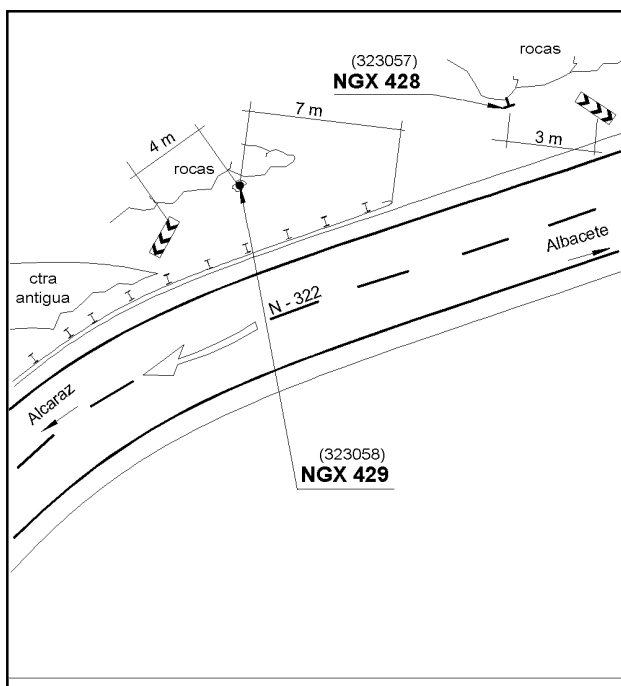 rocas
(323057)
NGX 428
7 m
4 m
3 m
rocas
Albacete
ctra
antigua
N - 322
Alcaraz
(323058)
NGX 429